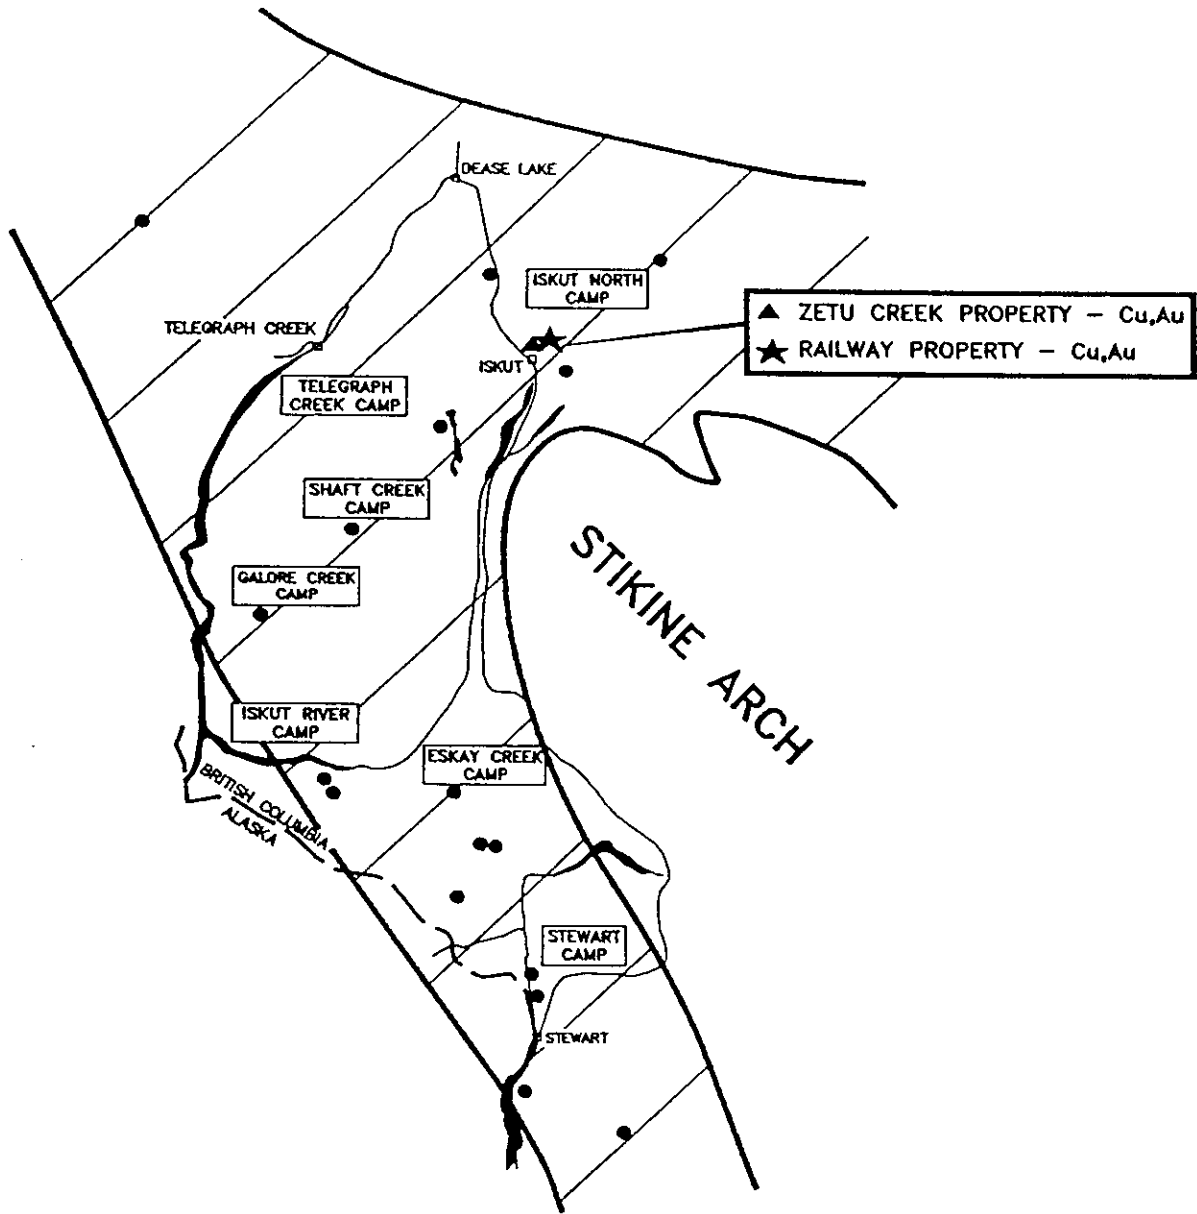 DEASE LAKE
ISKUT NORTH
CAMP
▲ ZETU CREEK PROPERTY – Cu,Au
★ RAILWAY PROPERTY – Cu,Au
TELEGRAPH CREEK
ISKUT
TELEGRAPH
CREEK CAMP
SHAFT CREEK
CAMP
STIKINE ARCH
GALORE CREEK
CAMP
ISKUT RIVER
CAMP
ESKAY CREEK
CAMP
BRITISH COLUMBIA
ALASKA
STEWART
CAMP
STEWART